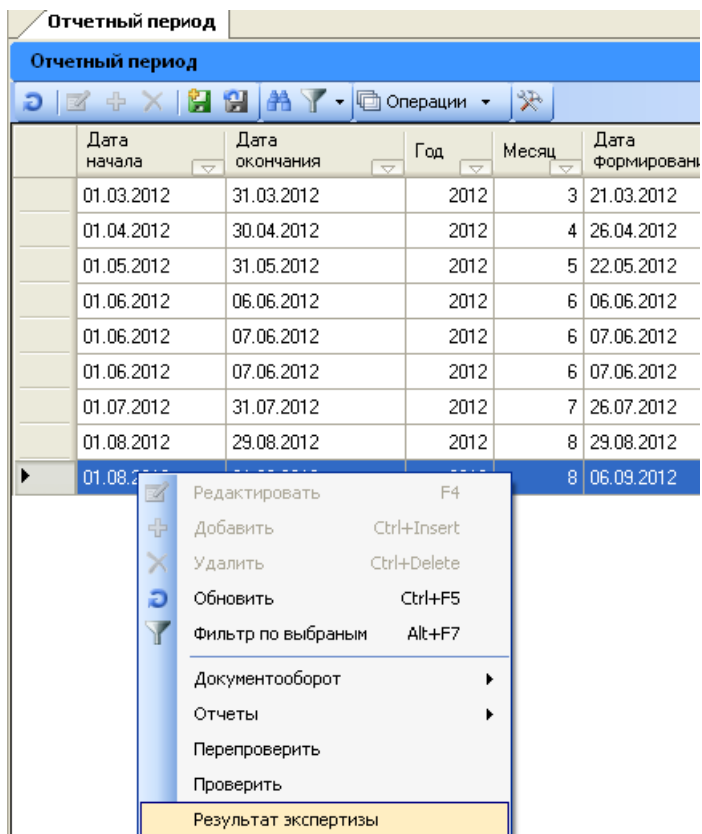 Отчетный период
Отчетный период
Операции
Дата начала Дата окончания Год Месяц Дата формировани
01.03.2012 31.03.2012 2012 3 21.03.2012
01.04.2012 30.04.2012 2012 4 26.04.2012
01.05.2012 31.05.2012 2012 5 22.05.2012
01.06.2012 06.06.2012 2012 6 06.06.2012
01.06.2012 07.06.2012 2012 6 07.06.2012
01.06.2012 07.06.2012 2012 6 07.06.2012
01.07.2012 31.07.2012 2012 7 26.07.2012
01.08.2012 29.08.2012 2012 8 29.08.2012
01.08. 8 06.09.2012
Редактировать F4
Добавить Ctrl+Insert
Удалить Ctrl+Delete
Обновить Ctrl+F5
Фильтр по выбраным Alt+F7
Документооборот
Отчеты
Перепроверить
Проверить
Результат экспертизы